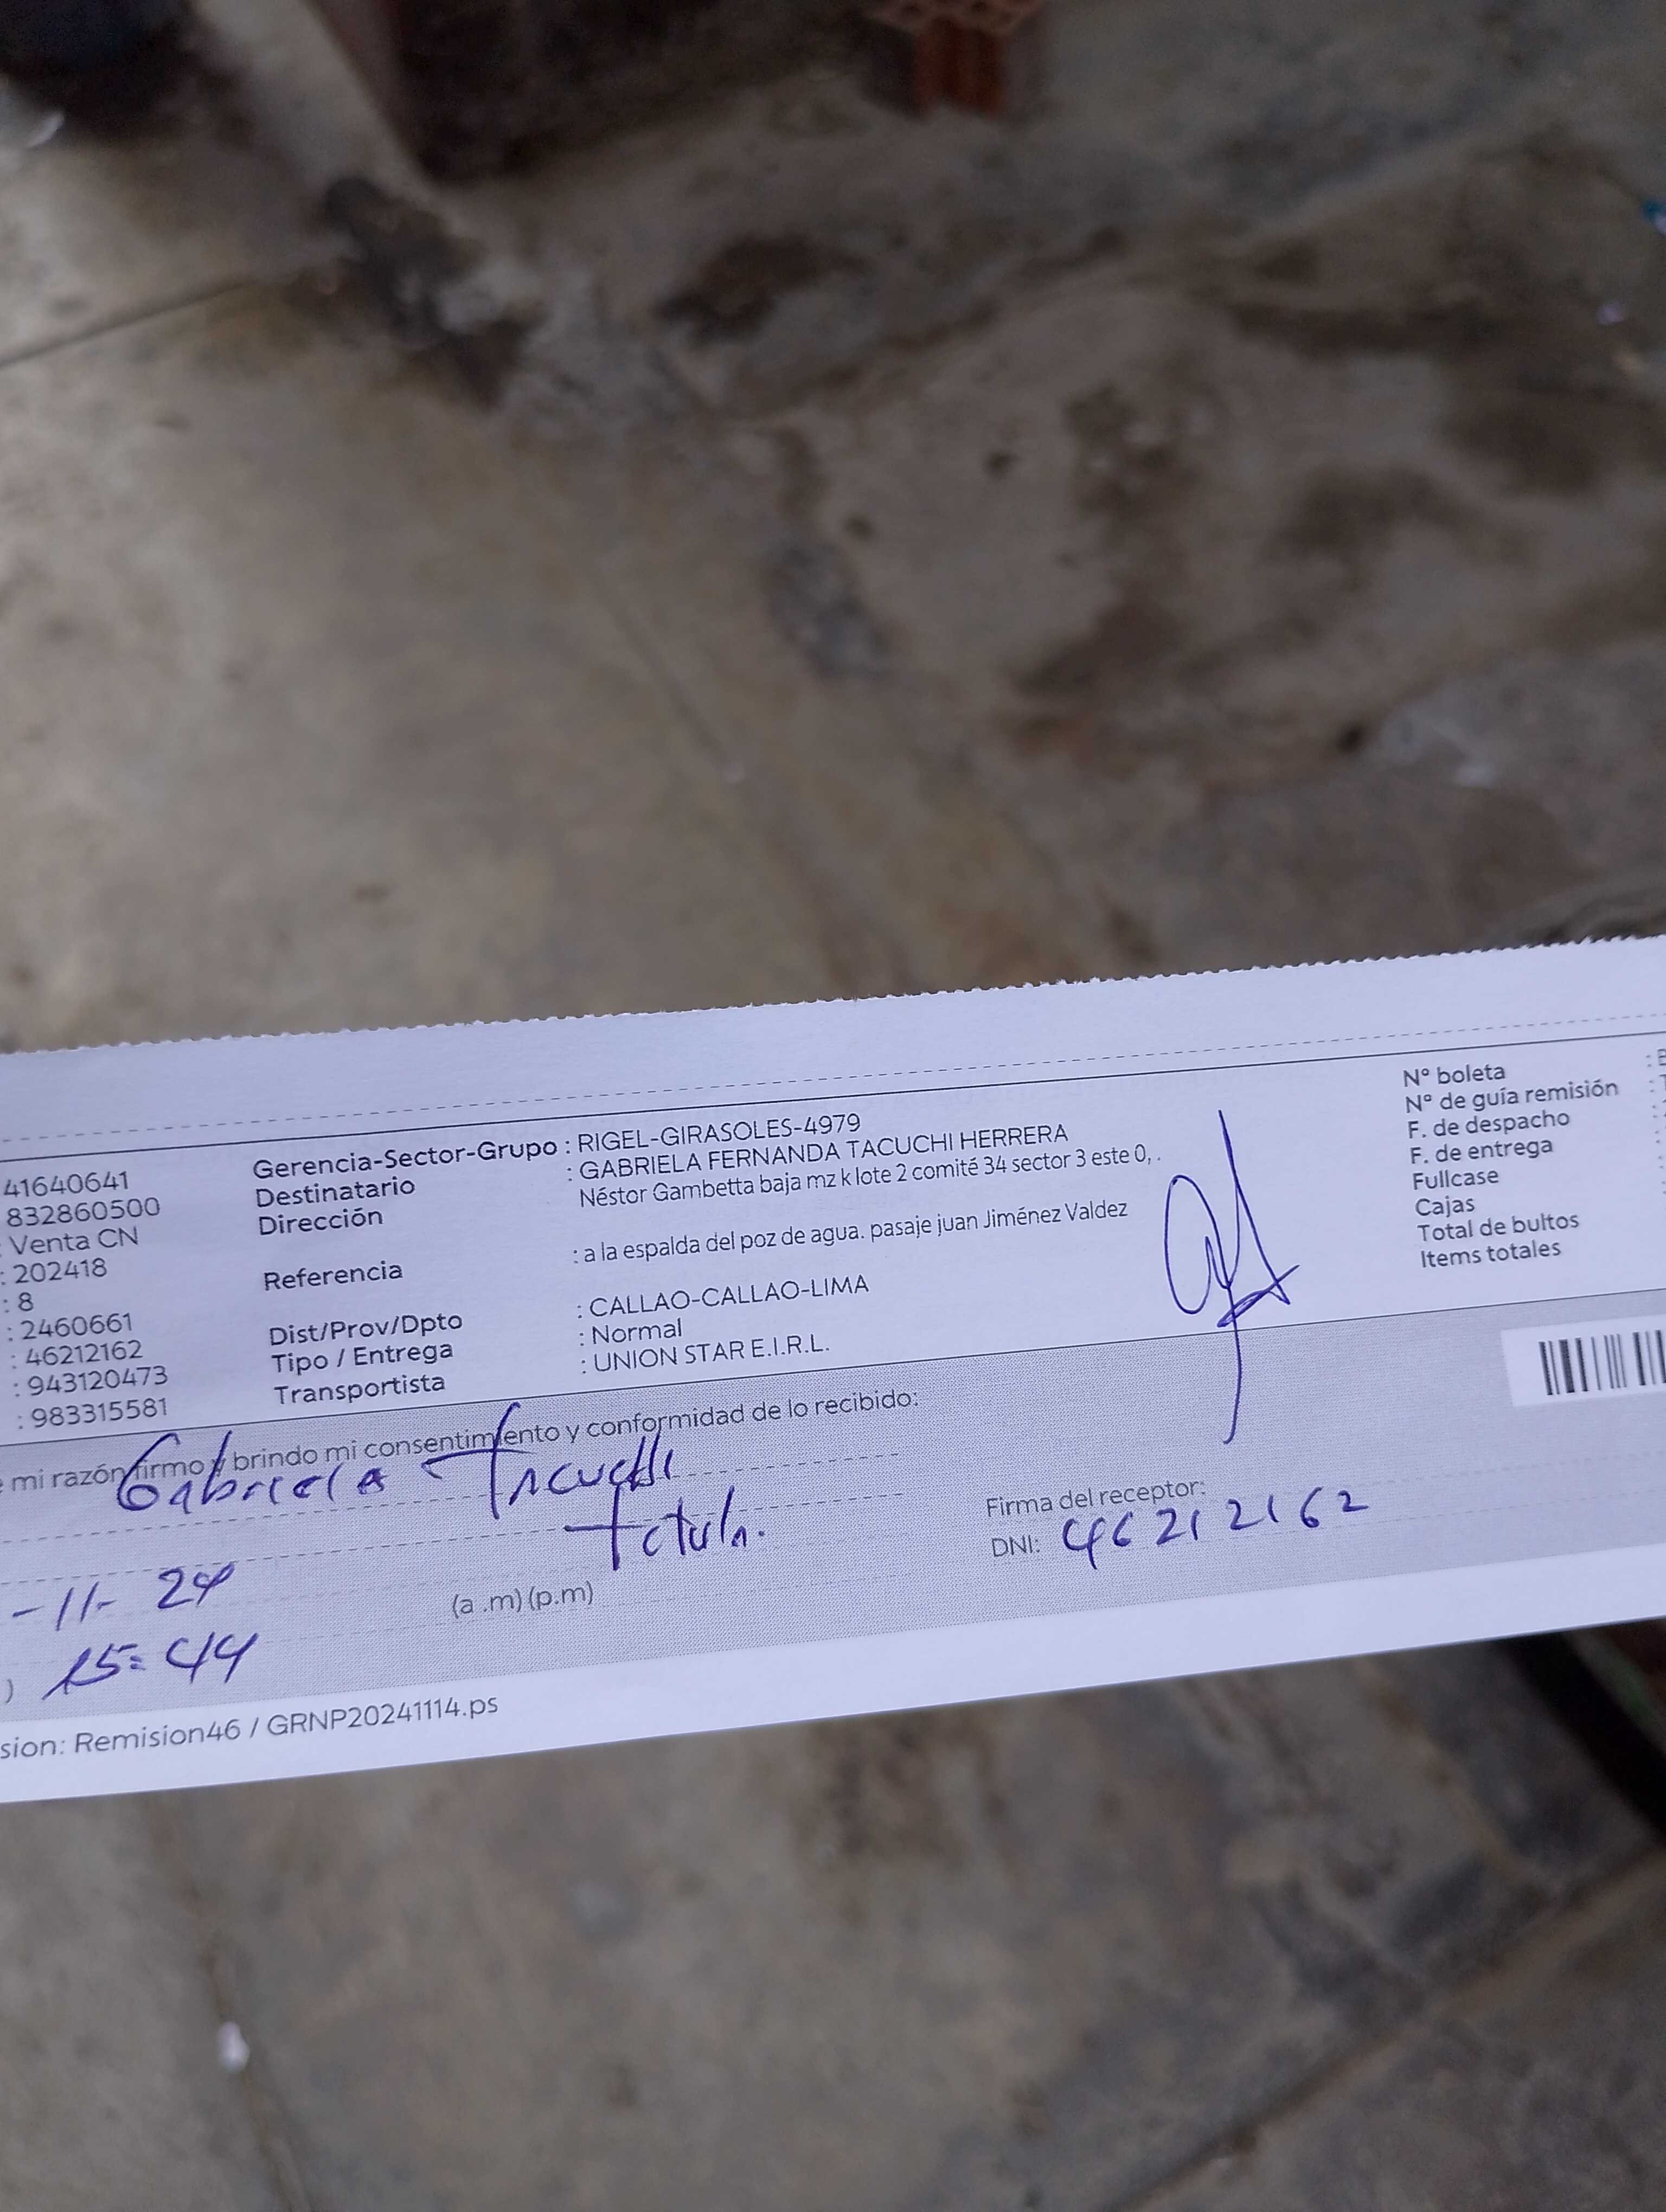 41640641
832860500
: Venta CN
: 202418
: 8
: 2460661
: 46212162
: 943120473
: 983315581
Gerencia-Sector-Grupo : RIGEL-GIRASOLES-4979
Destinatario : GABRIELA FERNANDA TACUCHI HERRERA
Dirección Néstor Gambetta baja mz k lote 2 comité 34 sector 3 este 0, .
Referencia : a la espalda del poz de agua. pasaje juan Jiménez Valdez
Dist/Prov/Dpto : CALLAO-CALLAO-LIMA
Tipo / Entrega : Normal
Transportista : UNION STAR E.I.R.L.
N° boleta
N° de guía remisión
F. de despacho
F. de entrega
Fullcase
Cajas
Total de bultos
Items totales
mi razón firmo y brindo mi consentimiento y conformidad de lo recibido:
Gabriela Tacuchi
-11- 24
(a .m) (p.m)
) 15: 44
Firma del receptor:
DNI: 46212162
sion: Remision46 / GRNP20241114.ps